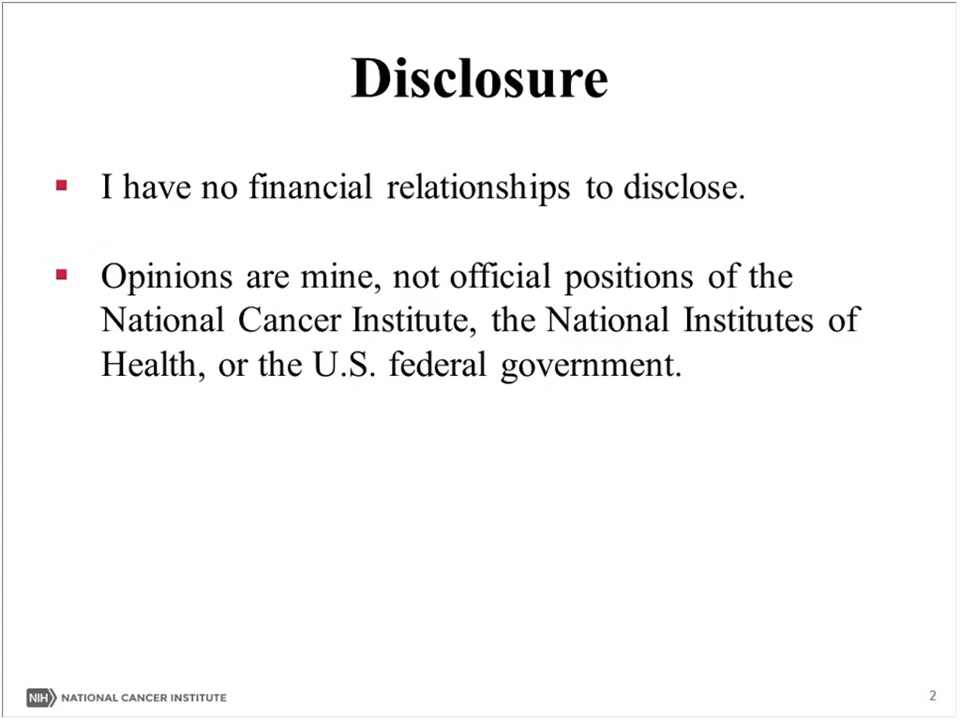 Disclosure
I have no financial relationships to disclose.
Opinions are mine, not official positions of the
National Cancer Institute, the National Institutes of
Health, or the U.S. federal government.
NIH NATIONAL CANCER INSTITUTE
2